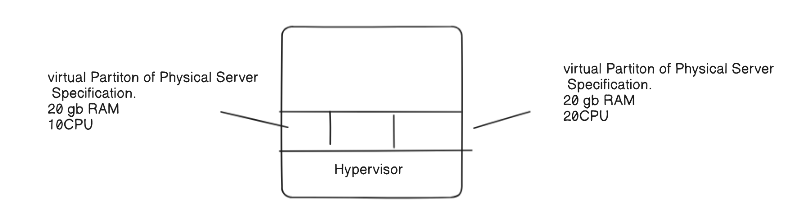 virtual Partiton of Physical Server
Specification.
20 gb RAM
10CPU
virtual Partiton of Physical Server
Specification.
20 gb RAM
20CPU
Hypervisor